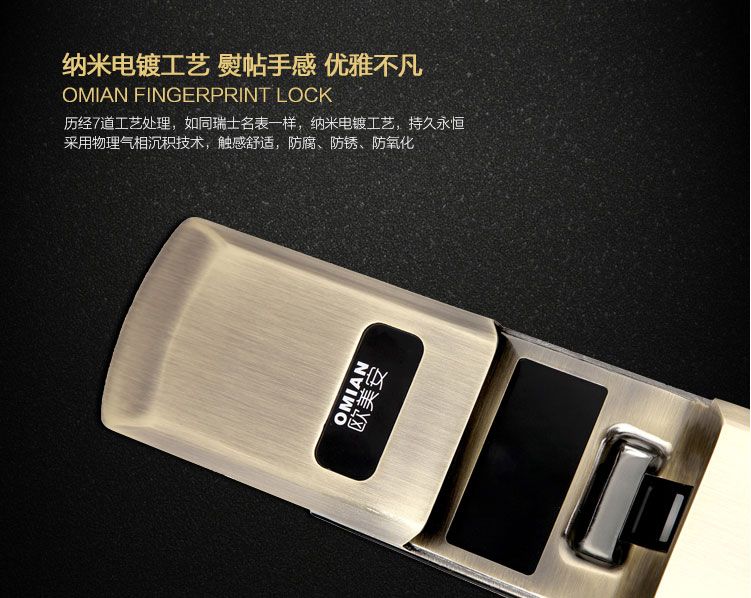 纳米电镀工艺 熨帖手感 优雅不凡
OMIAN FINGERPRINT LOCK
历经7道工艺处理，如同瑞士名表一样，纳米电镀工艺，持久永恒
采用物理气相沉积技术，触感舒适，防腐、防锈、防氧化
OMIAN
欧美安